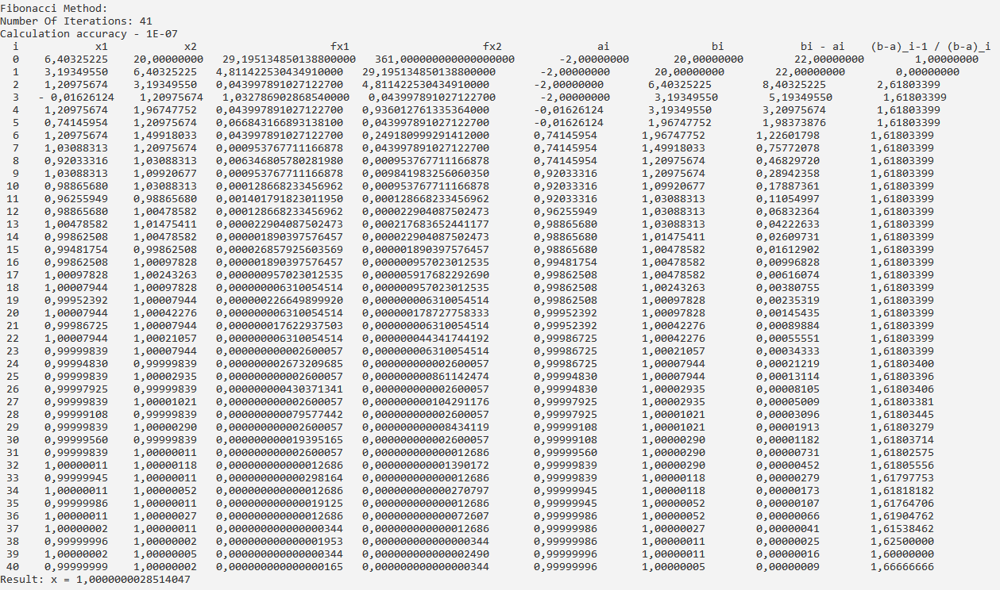 Fibonacci Method:
Number Of Iterations: 41
Calculation accuracy - 1E-07
i x1 x2 fx1 fx2 ai bi bi - ai (b-a)_i-1 / (b-a)_i
0 6,40325225 20,00000000 29,195134850138800000 361,000000000000000000 -2,00000000 20,00000000 22,00000000 1,00000000
1 3,19349550 6,40325225 4,811422530434910000 29,195134850138800000 -2,00000000 20,00000000 22,00000000 0,00000000
2 1,20975674 3,19349550 0,043997891027122700 4,811422530434910000 -2,00000000 6,40325225 8,40325225 2,61803399
3 - 0,01626124 1,20975674 1,032786902868540000 0,043997891027122700 -2,00000000 3,19349550 5,19349550 1,61803399
4 1,20975674 1,96747752 0,043997891027122700 0,936012761335364000 -0,01626124 3,19349550 3,20975674 1,61803399
5 0,74145954 1,20975674 0,066843166893138100 0,043997891027122700 -0,01626124 1,96747752 1,98373876 1,61803399
6 1,20975674 1,49918033 0,043997891027122700 0,249180999291412000 0,74145954 1,96747752 1,22601798 1,61803399
7 1,03088313 1,20975674 0,000953767711166878 0,043997891027122700 0,74145954 1,49918033 0,75772078 1,61803399
8 0,92033316 1,03088313 0,006346805780281980 0,000953767711166878 0,74145954 1,20975674 0,46829720 1,61803399
9 1,03088313 1,09920677 0,000953767711166878 0,009841983256060350 0,92033316 1,20975674 0,28942358 1,61803399
10 0,98865680 1,03088313 0,000128668233456962 0,000953767711166878 0,92033316 1,09920677 0,17887361 1,61803399
11 0,96255949 0,98865680 0,001401791823011950 0,000128668233456962 0,92033316 1,03088313 0,11054997 1,61803399
12 0,98865680 1,00478582 0,000128668233456962 0,000022904087502473 0,96255949 1,03088313 0,06832364 1,61803399
13 1,00478582 1,01475411 0,000022904087502473 0,000217683652441177 0,98865680 1,03088313 0,04222633 1,61803399
14 0,99862508 1,00478582 0,000001890397576457 0,000022904087502473 0,98865680 1,01475411 0,02609731 1,61803399
15 0,99481754 0,99862508 0,000026857925603569 0,000001890397576457 0,98865680 1,00478582 0,01612902 1,61803399
16 0,99862508 1,00097828 0,000001890397576457 0,000000957023012535 0,99481754 1,00478582 0,00996828 1,61803399
17 1,00097828 1,00243263 0,000000957023012535 0,000005917682292690 0,99862508 1,00478582 0,00616074 1,61803399
18 1,00007944 1,00097828 0,000000006310054514 0,000000957023012535 0,99862508 1,00243263 0,00380755 1,61803399
19 0,99952392 1,00007944 0,000000226649899920 0,000000006310054514 0,99862508 1,00097828 0,00235319 1,61803399
20 1,00007944 1,00042276 0,000000006310054514 0,000000178727758333 0,99952392 1,00097828 0,00145435 1,61803399
21 0,99986725 1,00007944 0,000000017622937503 0,000000006310054514 0,99952392 1,00042276 0,00089884 1,61803399
22 1,00007944 1,00021057 0,000000006310054514 0,000000044341744192 0,99986725 1,00042276 0,00055551 1,61803399
23 0,99999839 1,00007944 0,000000000002600057 0,000000006310054514 0,99986725 1,00021057 0,00034333 1,61803399
24 0,99994830 0,99999839 0,000000002673209685 0,000000000002600057 0,99986725 1,00007944 0,00021219 1,61803400
25 0,99999839 1,00002935 0,000000000002600057 0,000000000861142474 0,99994830 1,00007944 0,00013114 1,61803396
26 0,99997925 0,99999839 0,000000000430371341 0,000000000002600057 0,99994830 1,00002935 0,00008105 1,61803406
27 0,99999839 1,00001021 0,000000000002600057 0,000000000104291176 0,99997925 1,00002935 0,00005009 1,61803381
28 0,99999108 0,99999839 0,000000000079577442 0,000000000002600057 0,99997925 1,00001021 0,00003096 1,61803445
29 0,99999839 1,00000290 0,000000000002600057 0,000000000008434119 0,99999108 1,00001021 0,00001913 1,61803279
30 0,99999560 0,99999839 0,000000000019395165 0,000000000002600057 0,99999108 1,00000290 0,00001182 1,61803714
31 0,99999839 1,00000011 0,000000000002600057 0,000000000000012686 0,99999560 1,00000290 0,00000731 1,61802575
32 1,00000011 1,00000118 0,000000000000012686 0,000000000001390172 0,99999839 1,00000290 0,00000452 1,61805556
33 0,99999945 1,00000011 0,000000000000298164 0,000000000000012686 0,99999839 1,00000118 0,00000279 1,61797753
34 1,00000011 1,00000052 0,000000000000012686 0,000000000000270797 0,99999945 1,00000118 0,00000173 1,61818182
35 0,99999986 1,00000011 0,000000000000019125 0,000000000000012686 0,99999945 1,00000052 0,00000107 1,61764706
36 1,00000011 1,00000027 0,000000000000012686 0,000000000000072607 0,99999986 1,00000052 0,00000066 1,61904762
37 1,00000002 1,00000011 0,000000000000000344 0,000000000000012686 0,99999986 1,00000027 0,00000041 1,61538462
38 0,99999996 1,00000002 0,000000000000001953 0,000000000000000344 0,99999986 1,00000011 0,00000025 1,62500000
39 1,00000002 1,00000005 0,000000000000000344 0,000000000000002490 0,99999996 1,00000011 0,00000016 1,60000000
40 0,99999999 1,00000002 0,000000000000000165 0,000000000000000344 0,99999996 1,00000005 0,00000009 1,66666666
Result: x = 1,0000000028514047